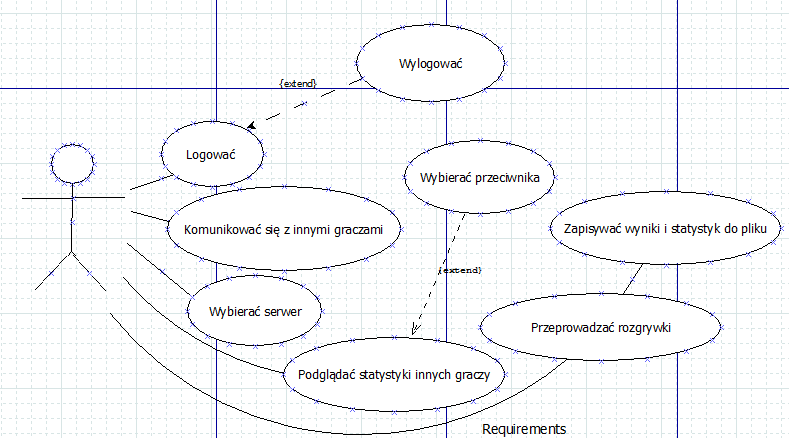 Wylogować
{extend}
Logować
Wybierać przeciwnika
Komunikować się z innymi graczami
Zapisywać wyniki i statystyk do pliku
{extend}
Wybierać serwer
Przeprowadzać rozgrywki
Podglądać statystyki innych graczy
Requirements